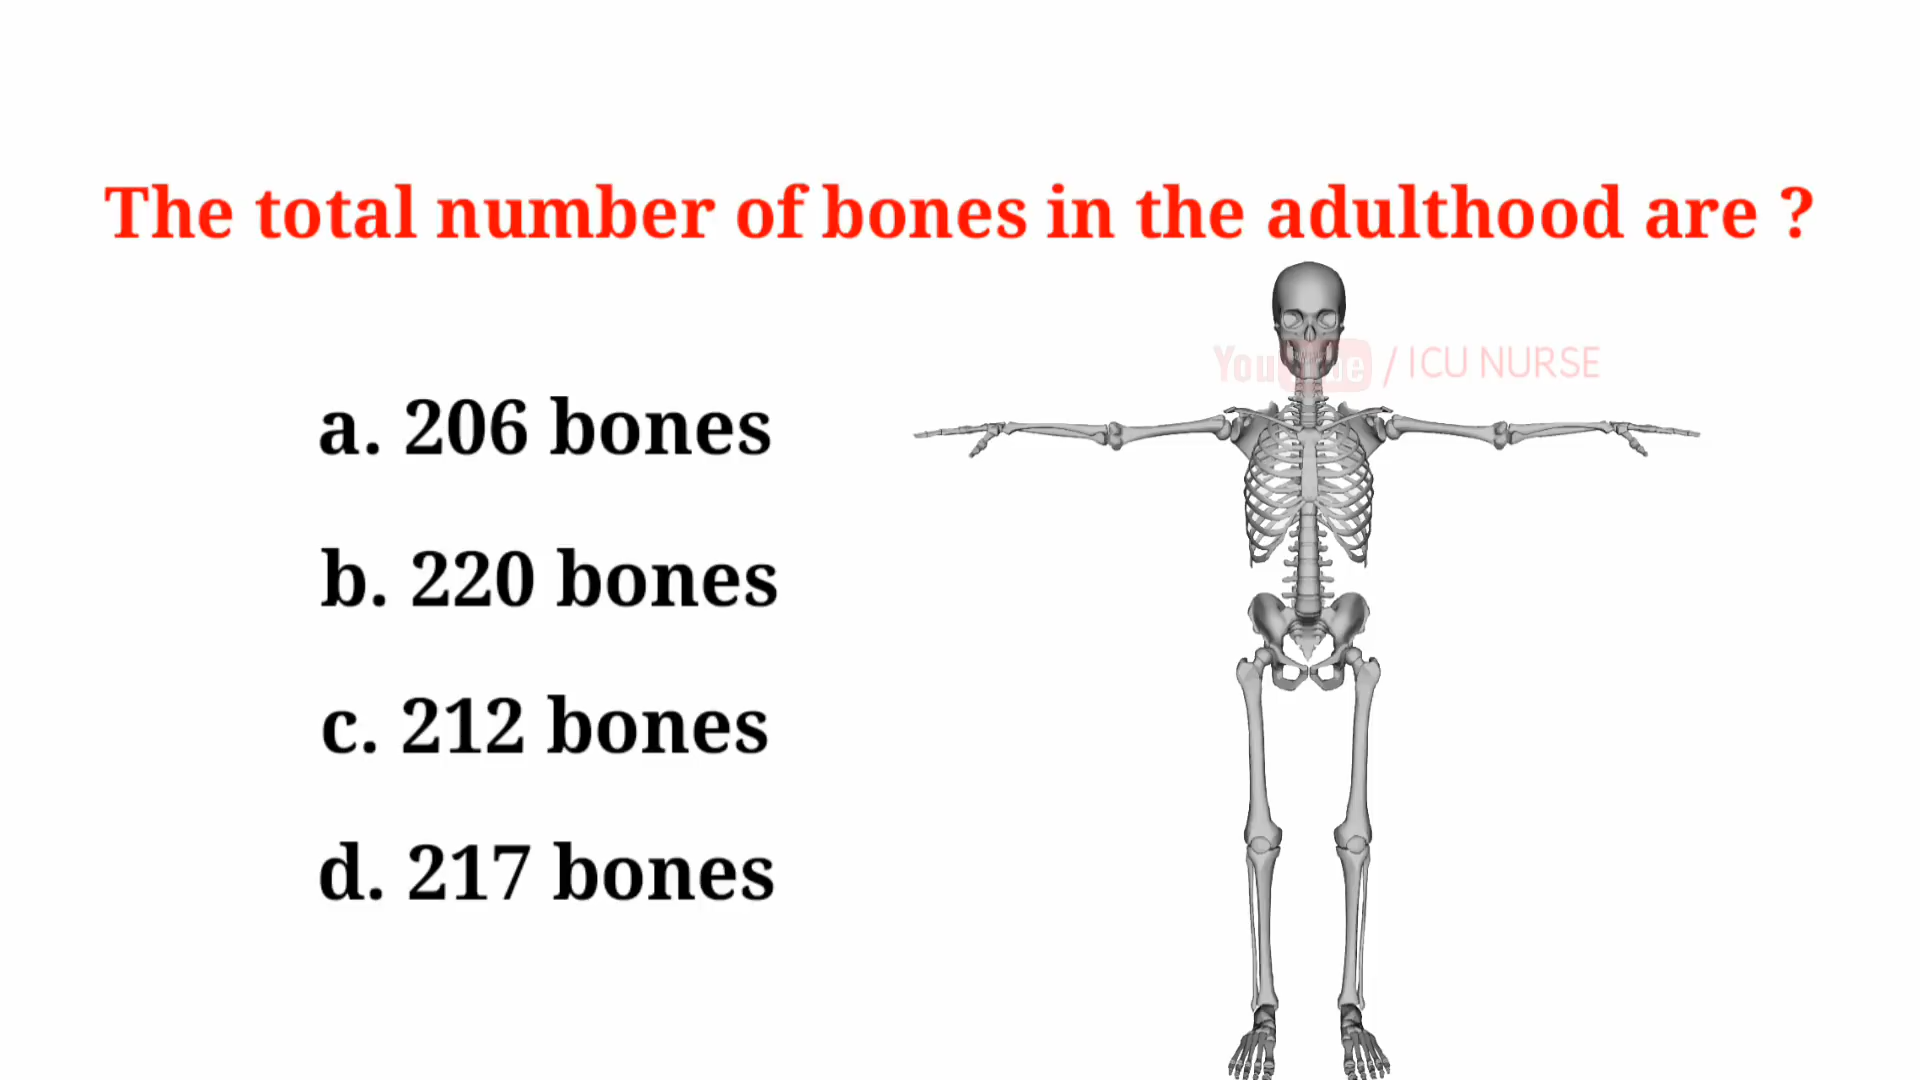 The total number of bones in the adulthood are ?
YouTube / ICU NURSE
a. 206 bones
b. 220 bones
c. 212 bones
d. 217 bones